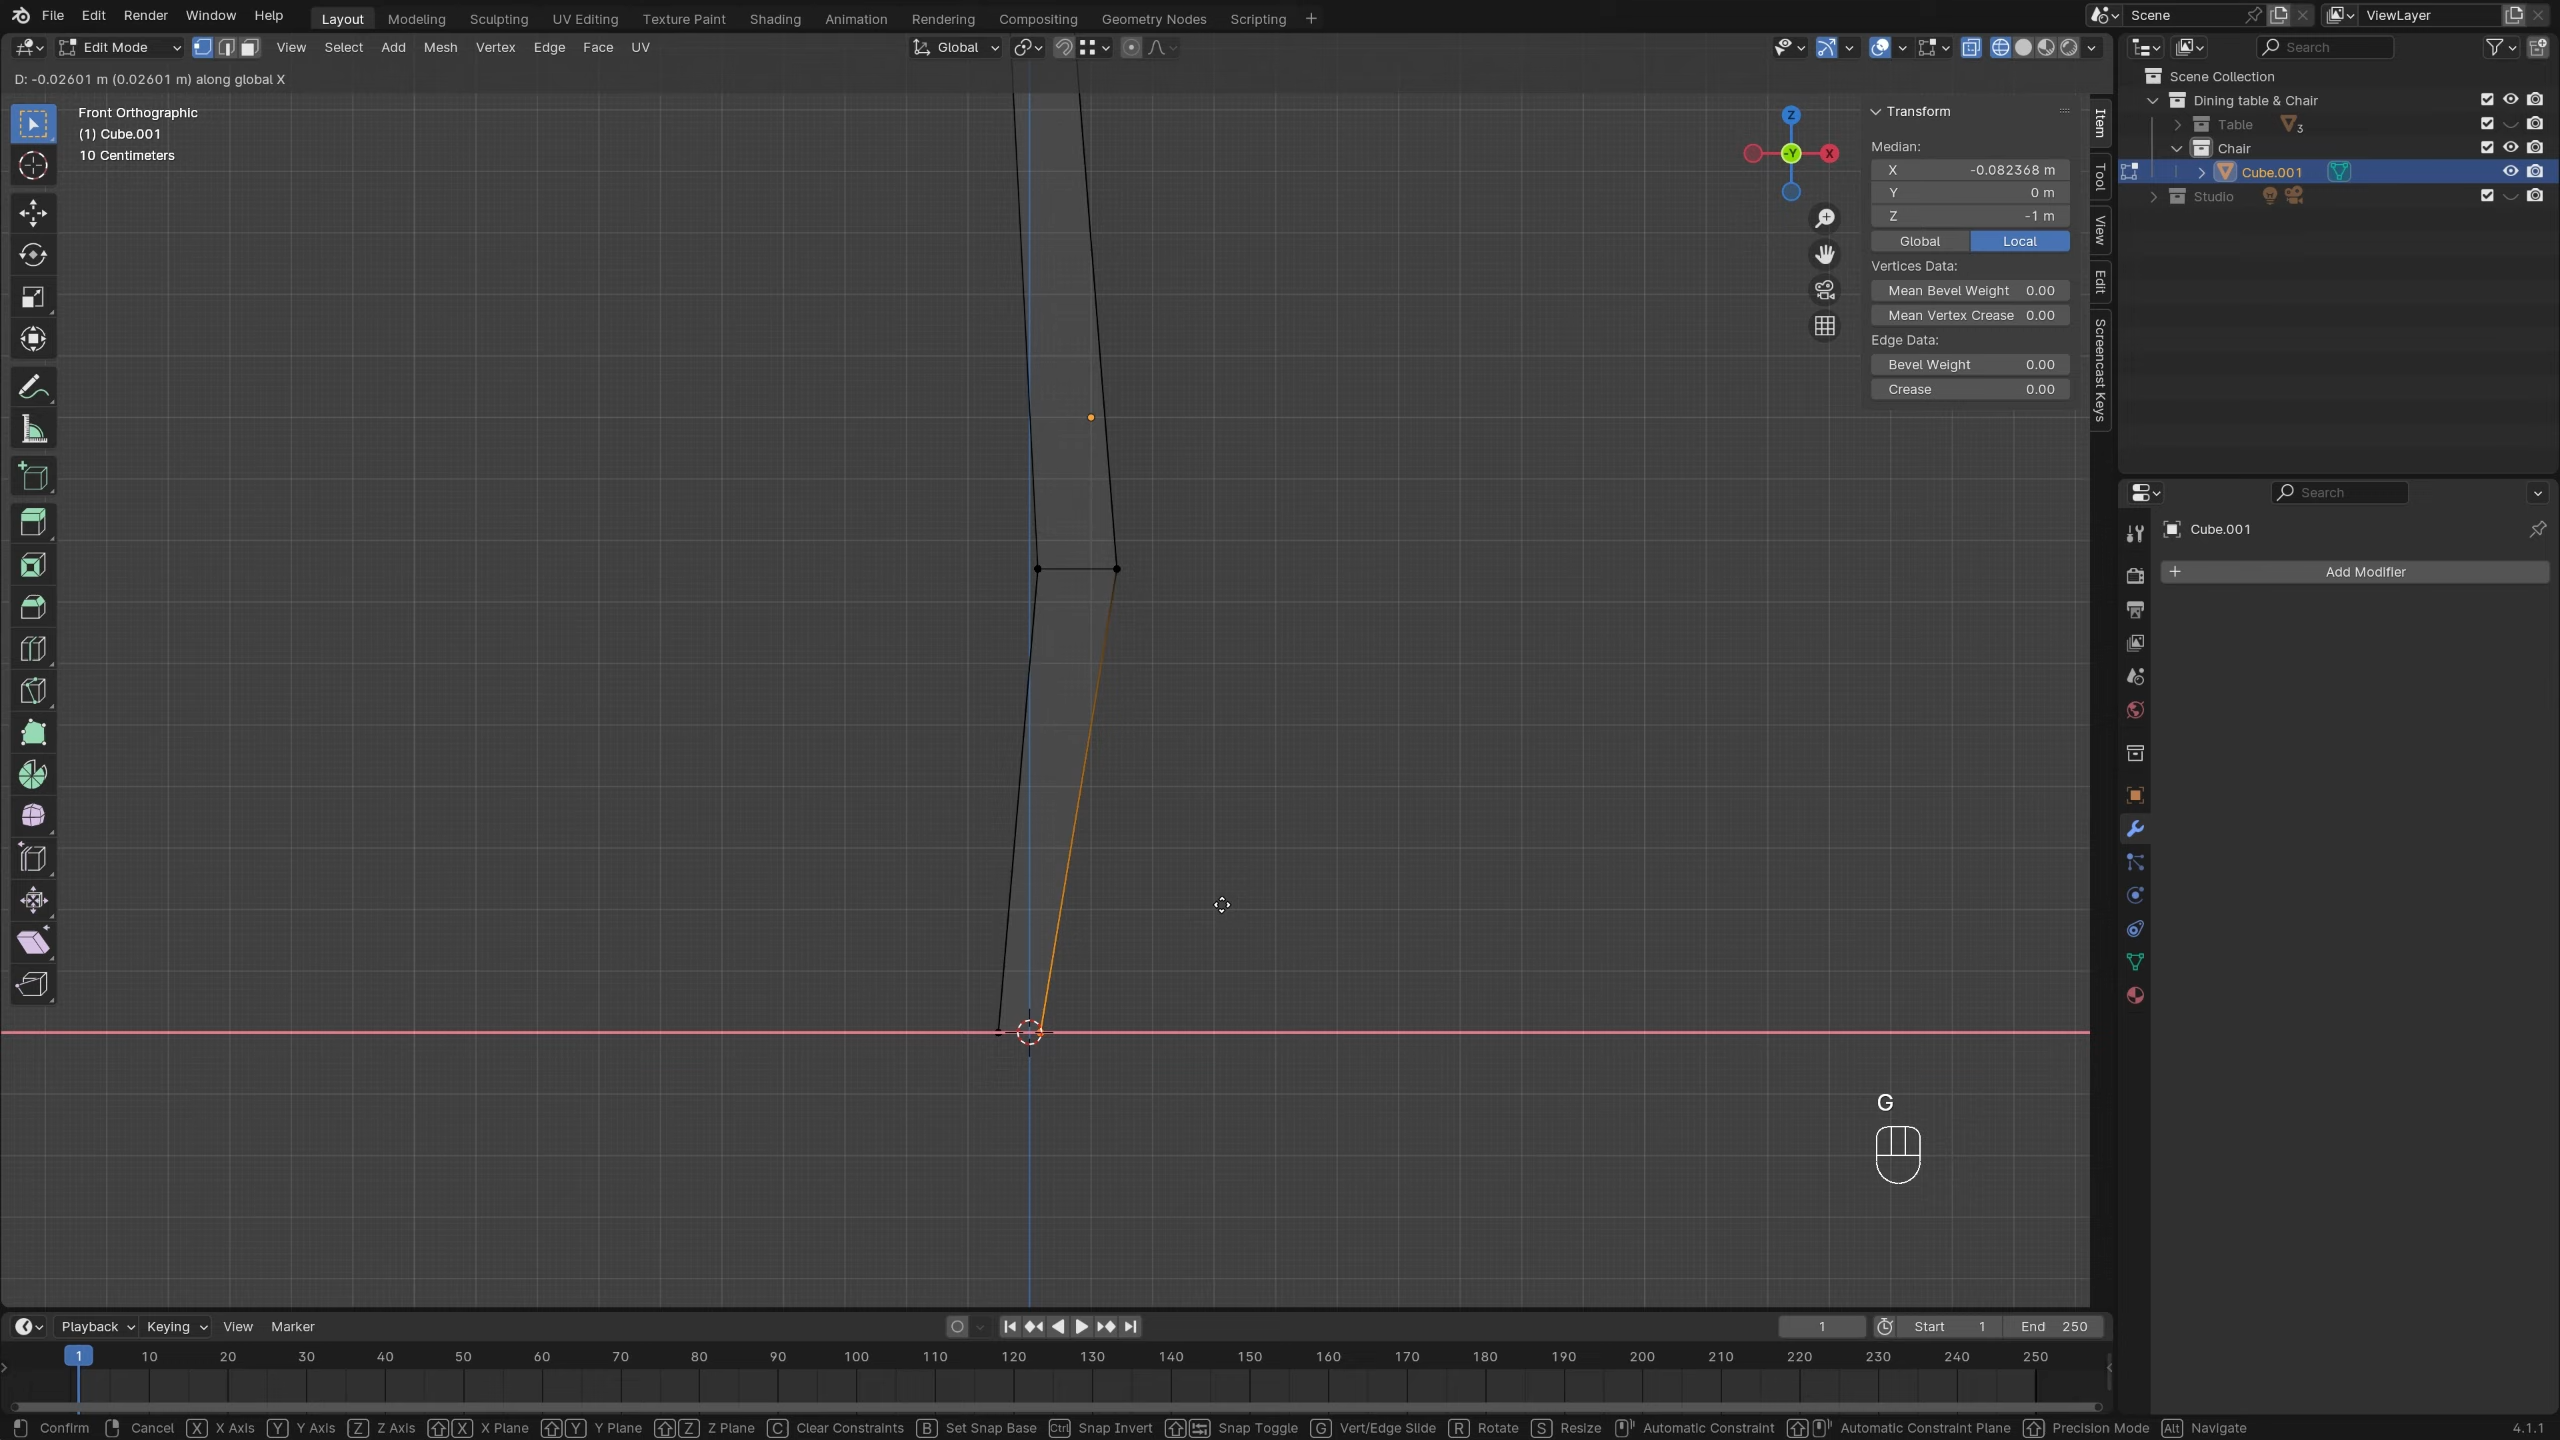 File Edit Render Window Help Layout Modeling Sculpting UV Editing Texture Paint Shading Animation Rendering Compositing Geometry Nodes Scripting + Scene ViewLayer
Edit Mode View Select Add Mesh Vertex Edge Face UV Global Search
D: -0.02601 m (0.02601 m) along global X
Front Orthographic
(1) Cube.001
10 Centimeters
Z
-Y
X
Transform
Median:
X -0.082368 m
Y 0 m
Z -1 m
Global Local
Vertices Data:
Mean Bevel Weight 0.00
Mean Vertex Crease 0.00
Edge Data:
Bevel Weight 0.00
Crease 0.00
Item
Tool
View
Edit
Screencast Keys
Scene Collection
Dining table & Chair
Table 3
Chair
Cube.001
Studio
Search
Cube.001
+ Add Modifier
G
Playback Keying View Marker 1 Start 1 End 250
1 10 20 30 40 50 60 70 80 90 100 110 120 130 140 150 160 170 180 190 200 210 220 230 240 250
Confirm Cancel X X Axis Y Y Axis Z Z Axis X X Plane Y Y Plane Z Z Plane C Clear Constraints B Set Snap Base Ctrl Snap Invert Snap Toggle G Vert/Edge Slide R Rotate S Resize Automatic Constraint Automatic Constraint Plane Precision Mode Alt Navigate 4.1.1